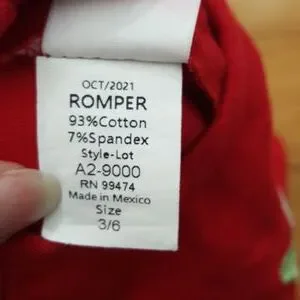 OCT/2021
ROMPER
93%Cotton
7%Spandex
Style-Lot
A2-9000
RN 99474
Made in Mexico
Size
3/6